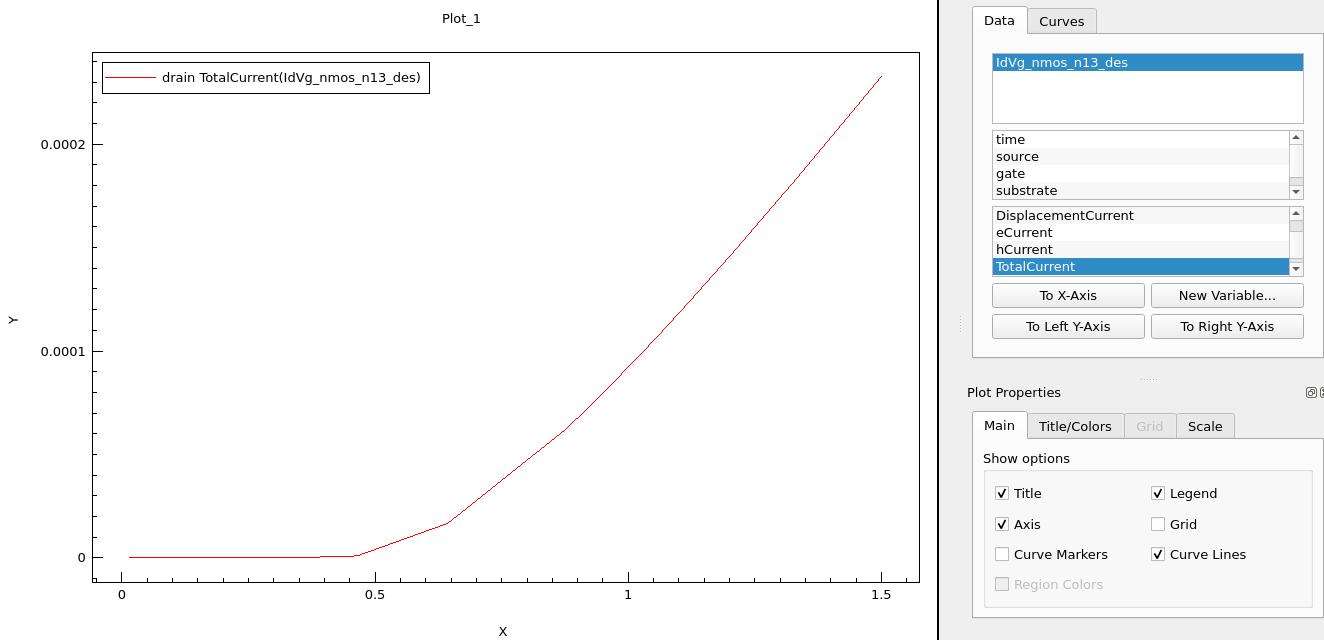 Plot_1
drain TotalCurrent(IdVg_nmos_n13_des)
0.0002
0.0001
0
Y
0 0.5 1 1.5
X
Data Curves
IdVg_nmos_n13_des
time
source
gate
substrate
DisplacementCurrent
eCurrent
hCurrent
TotalCurrent
To X-Axis New Variable...
To Left Y-Axis To Right Y-Axis
Plot Properties
Main Title/Colors Grid Scale
Show options
Title Legend
Axis Grid
Curve Markers Curve Lines
Region Colors